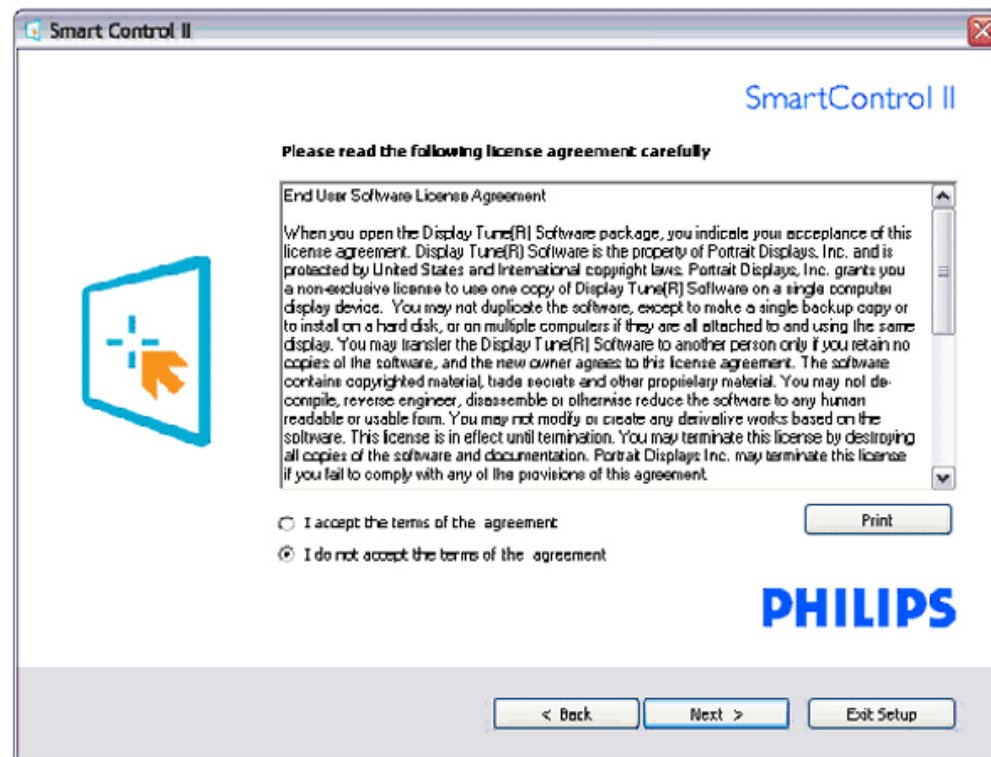 Smart Control II
SmartControl II
Please read the following license agreement carefully
End User Software License Agreement
When you open the Display Tune(R) Software package, you indicate your acceptance of this
license agreement. Display Tune(R) Software is the property of Portrait Displays, Inc. and is
protected by United States and International copyright laws. Portrait Displays, Inc. grants you
a non-exclusive license to use one copy of Display Tune(R) Software on a single computer
display device. You may not duplicate the software, except to make a single backup copy or
to install on a hard disk, or on multiple computers if they are all attached to and using the same
display. You may transfer the Display Tune(R) Software to another person only if you retain no
copies of the software, and the new owner agrees to this license agreement. The software
contains copyrighted material, trade secrets and other proprietary material. You may not de-
compile, reverse engineer, disassemble or otherwise reduce the software to any human
readable or usable form. You may not modify or create any derivative works based on the
software. This license is in effect until termination. You may terminate this license by destroying
all copies of the software and documentation. Portrait Displays Inc. may terminate this license
if you fail to comply with any of the provisions of this agreement.
I accept the terms of the agreement
Print
I do not accept the terms of the agreement
PHILIPS
< Back
Next >
Exit Setup